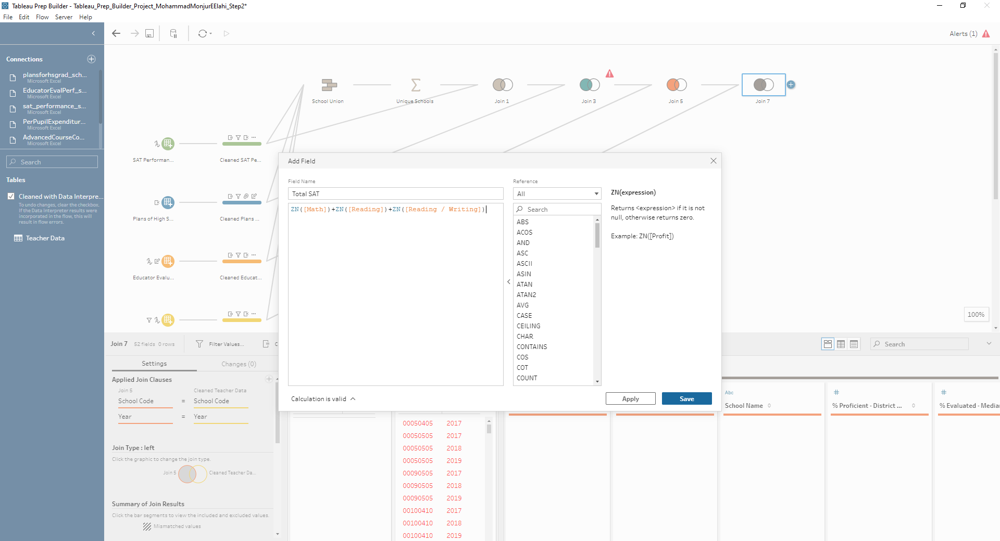 Tableau Prep Builder - Tableau_Prep_Builder_Project_MohammadMonjurEElahi_Step2*
File Edit Flow Server Help
Alerts (1)
Connections
plansforhsgrad_sch...
Microsoft Excel
EducatorEvalPerf_s...
Microsoft Excel
sat_performance_s...
Microsoft Excel
PerPupilExpenditur...
Microsoft Excel
AdvancedCourseCo...
Microsoft Excel
Search
Tables
Cleaned with Data Interpre...
To undo changes, clear the checkbox.
If the Data Interpreter results were
incorporated in the flow, this will
result in flow errors.
Teacher Data
School Union
Unique Schools
Join 1
Join 3
Join 5
Join 7
SAT Performan...
Cleaned SAT Pe...
Plans of High S...
Cleaned Plans ...
Educator Evalu...
Cleaned Educat...
100%
Add Field
Field Name
Total SAT
ZN([Math])+ZN([Reading])+ZN([Reading / Writing])
Reference
All
Search
ABS
ACOS
AND
ASC
ASCII
ASIN
ATAN
ATAN2
AVG
CASE
CEILING
CHAR
CONTAINS
COS
COT
COUNT
ZN(expression)
Returns <expression> if it is not
null, otherwise returns zero.
Example: ZN([Profit])
Calculation is valid
Apply
Save
Join 7 52 fields 0 rows
Filter Values...
C
Search
Settings
Changes (0)
Applied Join Clauses
Join 5 Cleaned Teacher Data
School Code = School Code
Year = Year
Join Type : left
Click the graphic to change the join type.
Join 5 Cleaned Teacher Da...
Summary of Join Results
Click the bar segments to view the included and excluded values.
Mismatched values
00050405 2017
00050505 2017
00050505 2018
00050505 2019
00090505 2017
00090505 2018
00090505 2019
00100410 2017
00100410 2018
00100410 2019
Abc
School Name 0
#
% Proficient - District ... 0
#
% Evaluated - Media